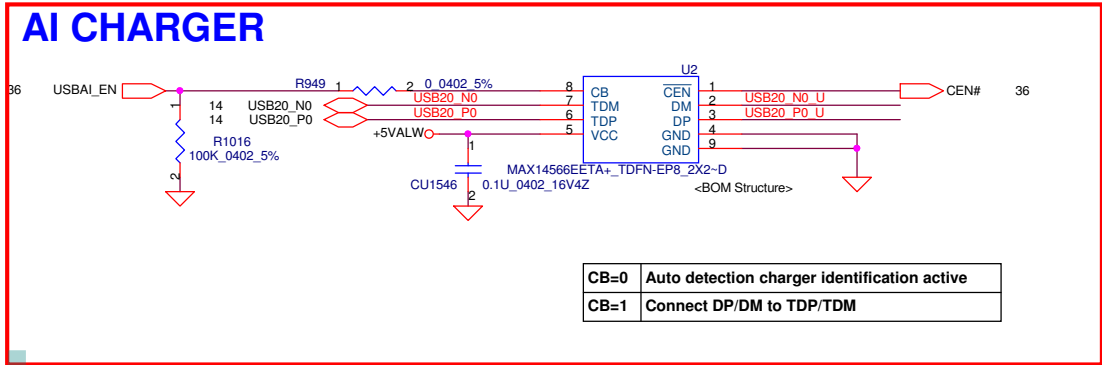 AI CHARGER
36 USBAI_EN
R949 1 2 0_0402_5%
14 USB20_N0 USB20_N0
14 USB20_P0 USB20_P0
+5VALW
1
R1016
100K_0402_5%
2
1
CU1546 0.1U_0402_16V4Z
2
U2
8 CB CEN 1 CEN# 36
7 TDM DM 2 USB20_N0_U
6 TDP DP 3 USB20_P0_U
5 VCC GND 4
GND 9
MAX14566EETA+_TDFN-EP8_2X2~D
<BOM Structure>
CB=0 Auto detection charger identification active
CB=1 Connect DP/DM to TDP/TDM